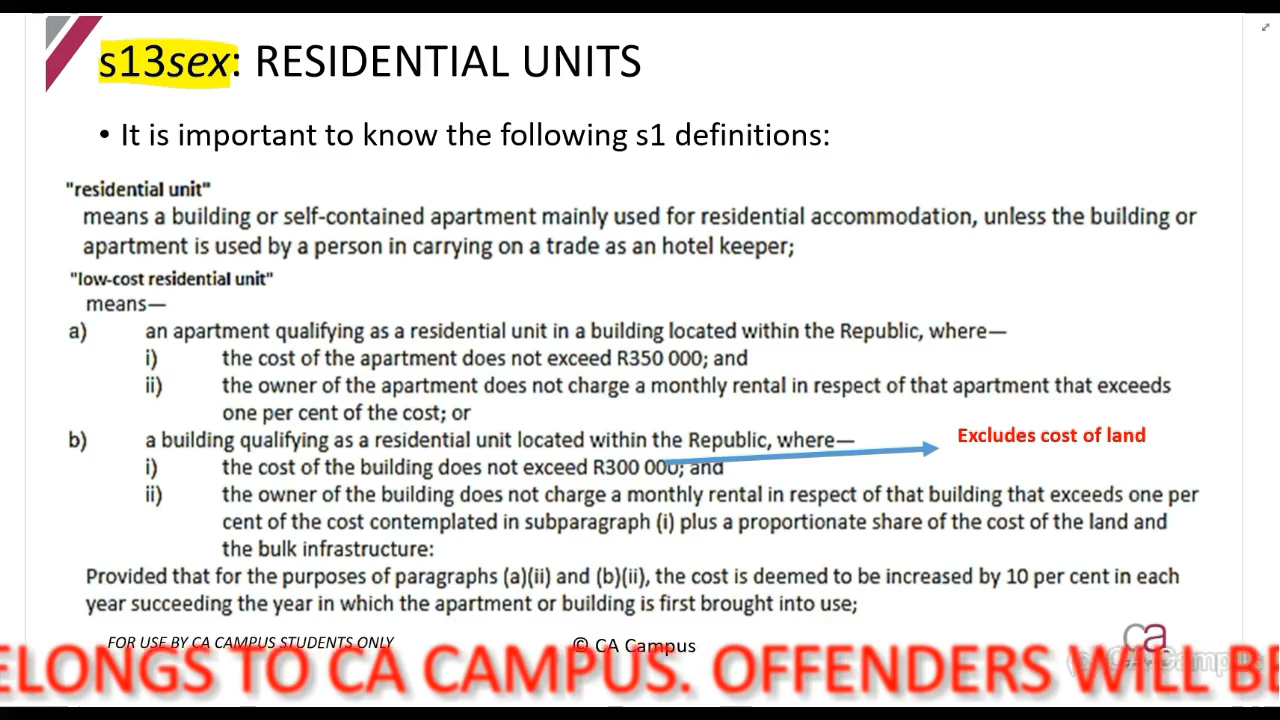 s13sex: RESIDENTIAL UNITS
• It is important to know the following s1 definitions:
"residential unit"
means a building or self-contained apartment mainly used for residential accommodation, unless the building or
apartment is used by a person in carrying on a trade as an hotel keeper;
"low-cost residential unit"
means—
a) an apartment qualifying as a residential unit in a building located within the Republic, where—
i) the cost of the apartment does not exceed R350 000; and
ii) the owner of the apartment does not charge a monthly rental in respect of that apartment that exceeds
one per cent of the cost; or
b) a building qualifying as a residential unit located within the Republic, where—
Excludes cost of land
i) the cost of the building does not exceed R300 000; and
ii) the owner of the building does not charge a monthly rental in respect of that building that exceeds one per
cent of the cost contemplated in subparagraph (i) plus a proportionate share of the cost of the land and
the bulk infrastructure:
Provided that for the purposes of paragraphs (a)(ii) and (b)(ii), the cost is deemed to be increased by 10 per cent in each
year succeeding the year in which the apartment or building is first brought into use;
FOR USE BY CA CAMPUS STUDENTS ONLY
© CA Campus
ca
ELONGS TO CA CAMPUS. OFFENDERS WILL BE